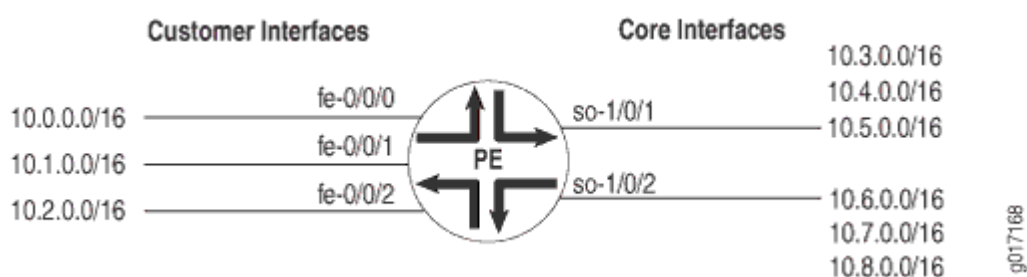 Customer Interfaces
Core Interfaces
10.3.0.0/16
10.4.0.0/16
10.5.0.0/16
fe-0/0/0
so-1/0/1
10.0.0.0/16
fe-0/0/1
10.1.0.0/16
PE
fe-0/0/2
so-1/0/2
10.2.0.0/16
10.6.0.0/16
10.7.0.0/16
10.8.0.0/16
g017168